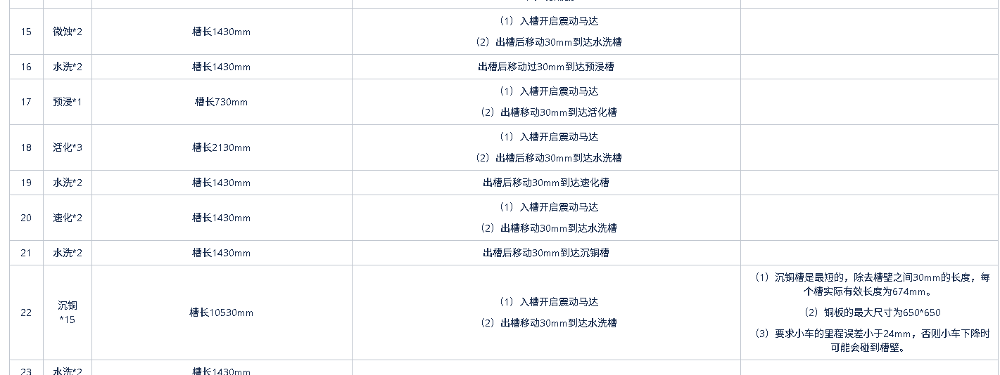 15
微蚀*2
槽长1430mm
（1）入槽开启震动马达
（2）出槽后移动30mm到达水洗槽
16
水洗*2
槽长1430mm
出槽后移动过30mm到达预浸槽
17
预浸*1
槽长730mm
（1）入槽开启震动马达
（2）出槽移动30mm到达活化槽
18
活化*3
槽长2130mm
（1）入槽开启震动马达
（2）出槽后移动30mm到达水洗槽
19
水洗*2
槽长1430mm
出槽后移动30mm到达速化槽
20
速化*2
槽长1430mm
（1）入槽开启震动马达
（2）出槽移动30mm到达水洗槽
21
水洗*2
槽长1430mm
出槽后移动30mm到达沉铜槽
22
沉铜
*15
槽长10530mm
（1）入槽开启震动马达
（2）出槽移动30mm到达水洗槽
（1）沉铜槽是最短的，除去槽壁之间30mm的长度，每
个槽实际有效长度为674mm。
（2）铜板的最大尺寸为650*650
（3）要求小车的里程误差小于24mm，否则小车下降时
可能会碰到槽壁。
23
水洗*2
槽长1430mm